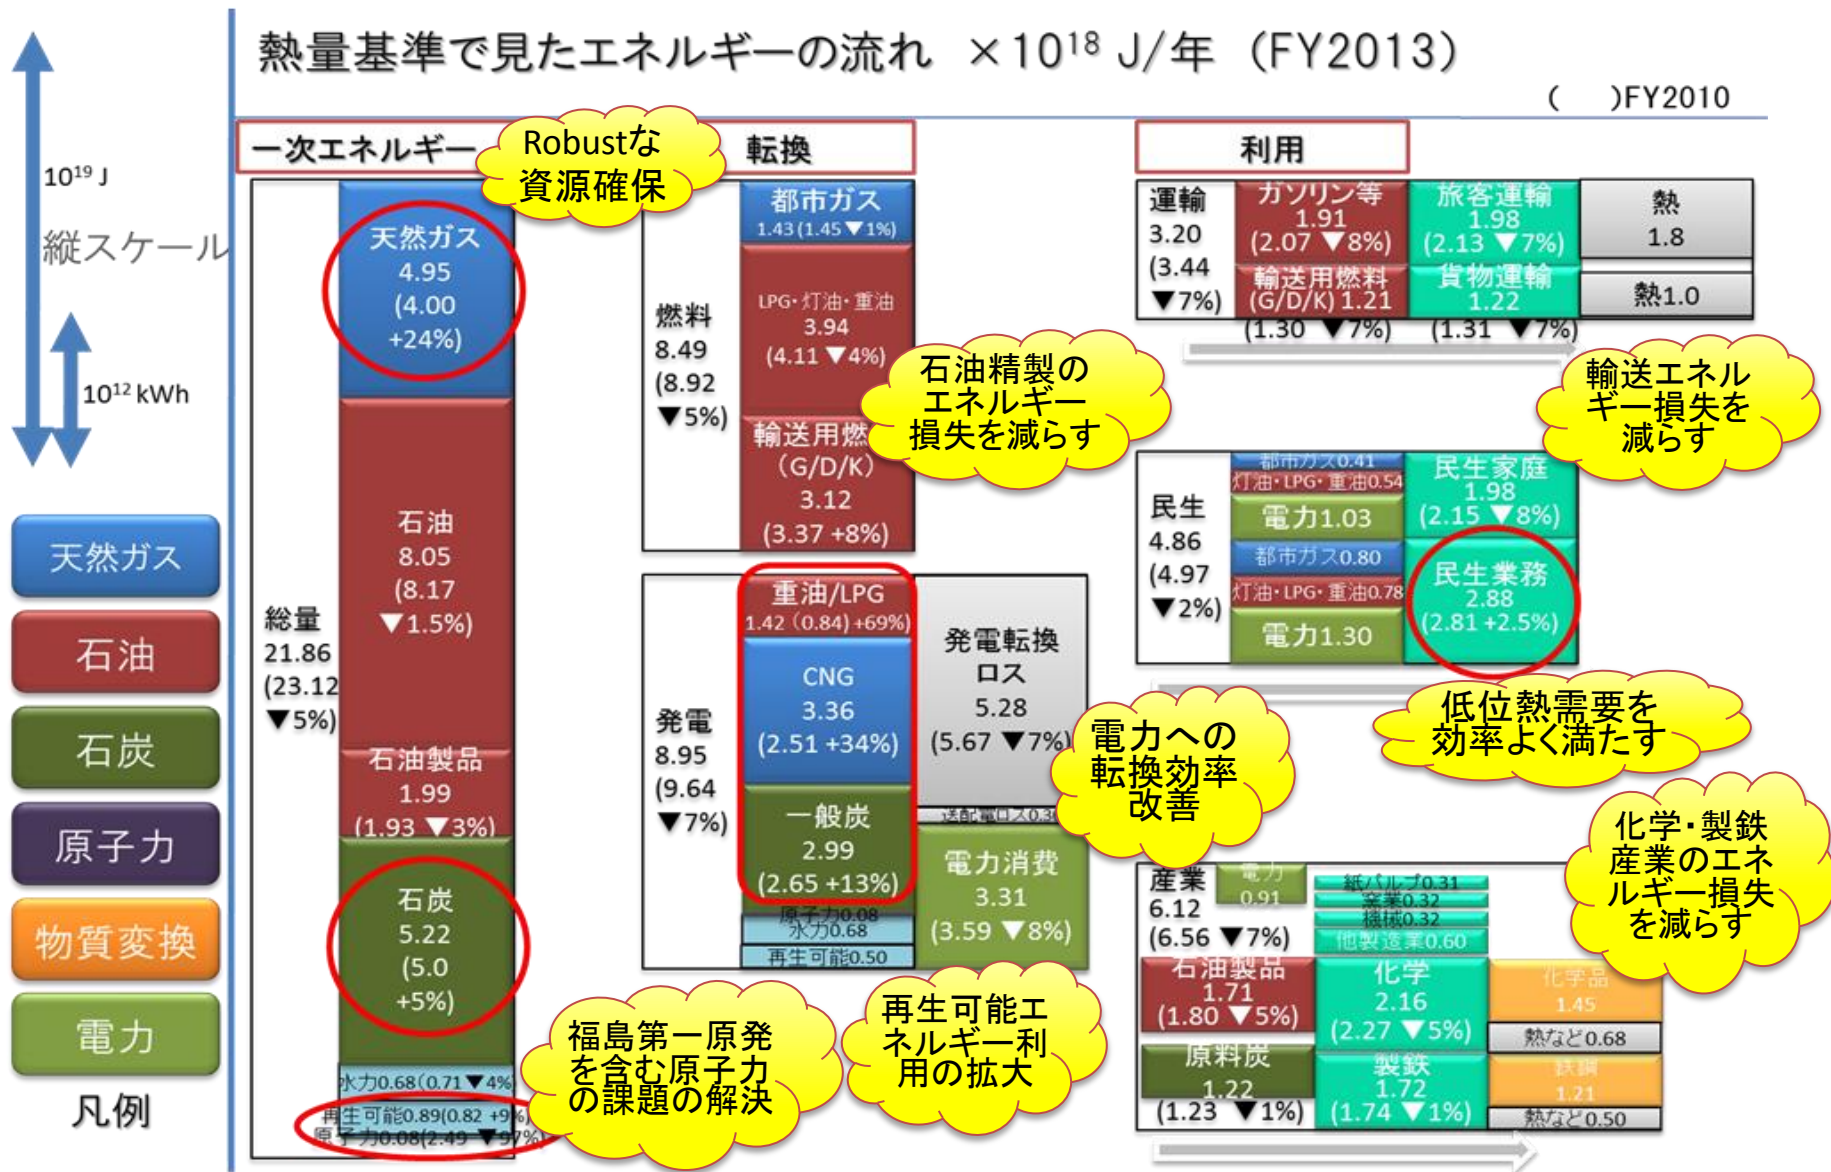 熱量基準で見たエネルギーの流れ ×10¹⁸ J/年 (FY2013)
( )FY2010
10¹⁹ J
縦スケール
10¹² kWh
天然ガス
石油
石炭
原子力
物質変換
電力
凡例
一次エネルギー
Robustな
資源確保
総量
21.86
(23.12
▼5%)
天然ガス
4.95
(4.00
+24%)
石油
8.05
(8.17
▼1.5%)
石油製品
1.99
(1.93 ▼3%)
石炭
5.22
(5.0
+5%)
水力0.68(0.71 ▼4%
再生可能0.89(0.82 +9%)
原子力0.08(2.49 ▼97%)
福島第一原発
を含む原子力
の課題の解決
転換
燃料
8.49
(8.92
▼5%)
都市ガス
1.43 (1.45 ▼1%)
LPG・灯油・重油
3.94
(4.11 ▼4%)
輸送用燃
(G/D/K)
3.12
(3.37 +8%)
石油精製の
エネルギー
損失を減らす
発電
8.95
(9.64
▼7%)
重油/LPG
1.42 (0.84) +69%)
CNG
3.36
(2.51 +34%)
一般炭
2.99
(2.65 +13%)
原子力0.08
水力0.68
再生可能0.50
発電転換
ロス
5.28
(5.67 ▼7%)
送配電ロス0.3
電力消費
3.31
(3.59 ▼8%)
電力への
転換効率
改善
再生可能エ
ネルギー利
用の拡大
利用
運輸
3.20
(3.44
▼7%)
ガソリン等
1.91
(2.07 ▼8%)
輸送用燃料
(G/D/K) 1.21
(1.30 ▼7%)
旅客運輸
1.98
(2.13 ▼7%)
貨物運輸
1.22
(1.31 ▼7%)
熱
1.8
熱1.0
輸送エネル
ギー損失を
減らす
民生
4.86
(4.97
▼2%)
都市ガス0.41
灯油・LPG・重油0.54
電力1.03
都市ガス0.80
灯油・LPG・重油0.78
電力1.30
民生家庭
1.98
(2.15 ▼8%)
民生業務
2.88
(2.81 +2.5%)
低位熱需要を
効率よく満たす
産業
6.12
(6.56 ▼7%)
電力
0.91
紙パルプ0.31
窯業0.32
機械0.32
他製造業0.60
石油製品
1.71
(1.80 ▼5%)
原料炭
1.22
(1.23 ▼1%)
化学
2.16
(2.27 ▼5%)
製鉄
1.72
(1.74 ▼1%)
化学品
1.45
熱など0.68
鉄鋼
1.21
熱など0.50
化学・製鉄
産業のエネ
ルギー損失
を減らす